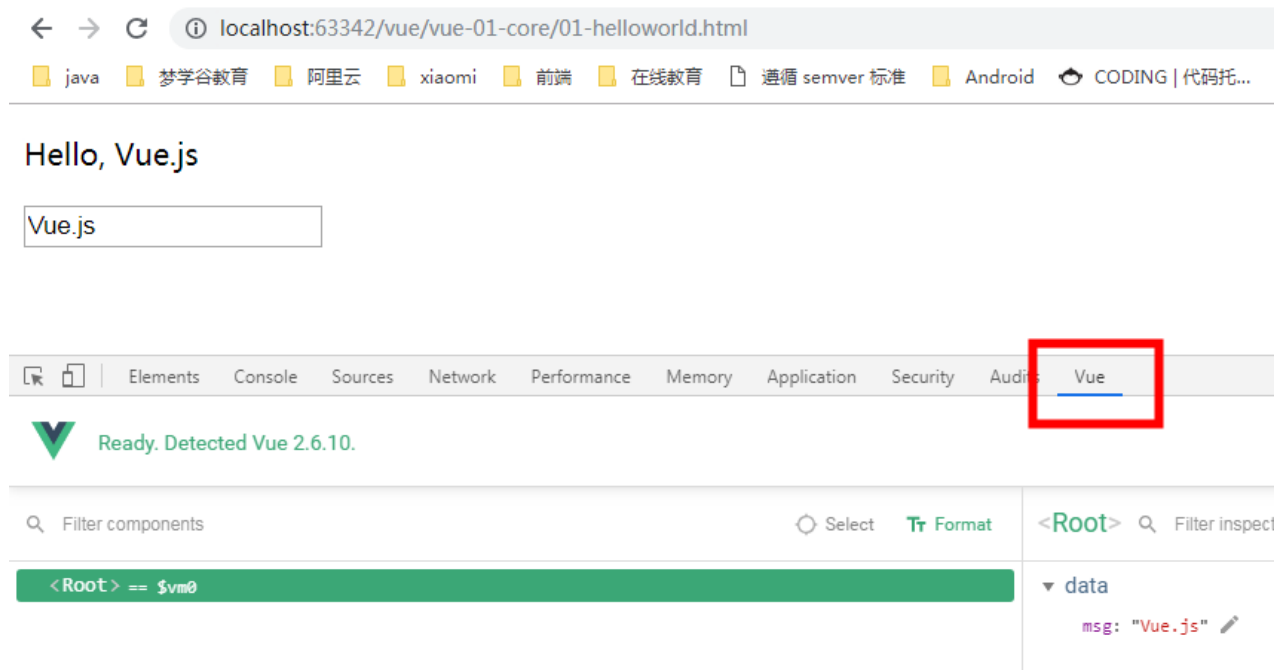 localhost:63342/vue/vue-01-core/01-helloworld.html
java 梦学谷教育 阿里云 xiaomi 前端 在线教育 遵循 semver 标准 Android CODING | 代码托...
Hello, Vue.js
Vue.js
Elements Console Sources Network Performance Memory Application Security Audits Vue
Ready. Detected Vue 2.6.10.
Filter components Select Format <Root> Filter inspect
<Root> == $vm0
data
msg: "Vue.js"